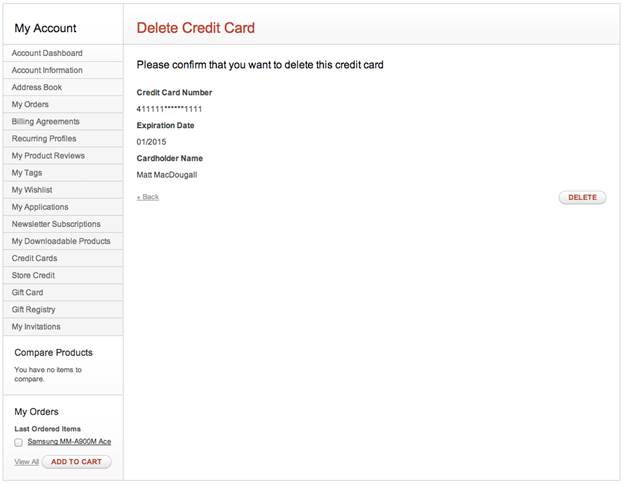 My Account
Account Dashboard
Account Information
Address Book
My Orders
Billing Agreements
Recurring Profiles
My Product Reviews
My Tags
My Wishlist
My Applications
Newsletter Subscriptions
My Downloadable Products
Credit Cards
Store Credit
Gift Card
Gift Registry
My Invitations
Compare Products
You have no items to
compare.
My Orders
Last Ordered Items
Samsung MM-A900M Ace
View All ADD TO CART
Delete Credit Card
Please confirm that you want to delete this credit card
Credit Card Number
411111******1111
Expiration Date
01/2015
Cardholder Name
Matt MacDougall
« Back DELETE